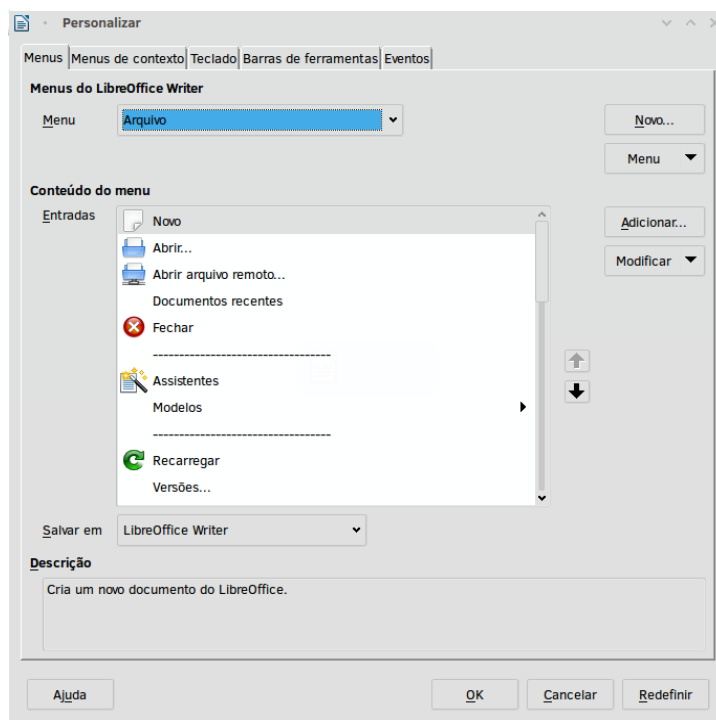 Personalizar
Menus Menus de contexto Teclado Barras de ferramentas Eventos
Menus do LibreOffice Writer
Menu Arquivo Novo...
Menu
Conteúdo do menu
Entradas Novo Adicionar...
Abrir...
Modificar
Abrir arquivo remoto...
Documentos recentes
Fechar
----------------------------------
Assistentes
Modelos
----------------------------------
Recarregar
Versões...
Salvar em LibreOffice Writer
Descrição
Cria um novo documento do LibreOffice.
Ajuda OK Cancelar Redefinir